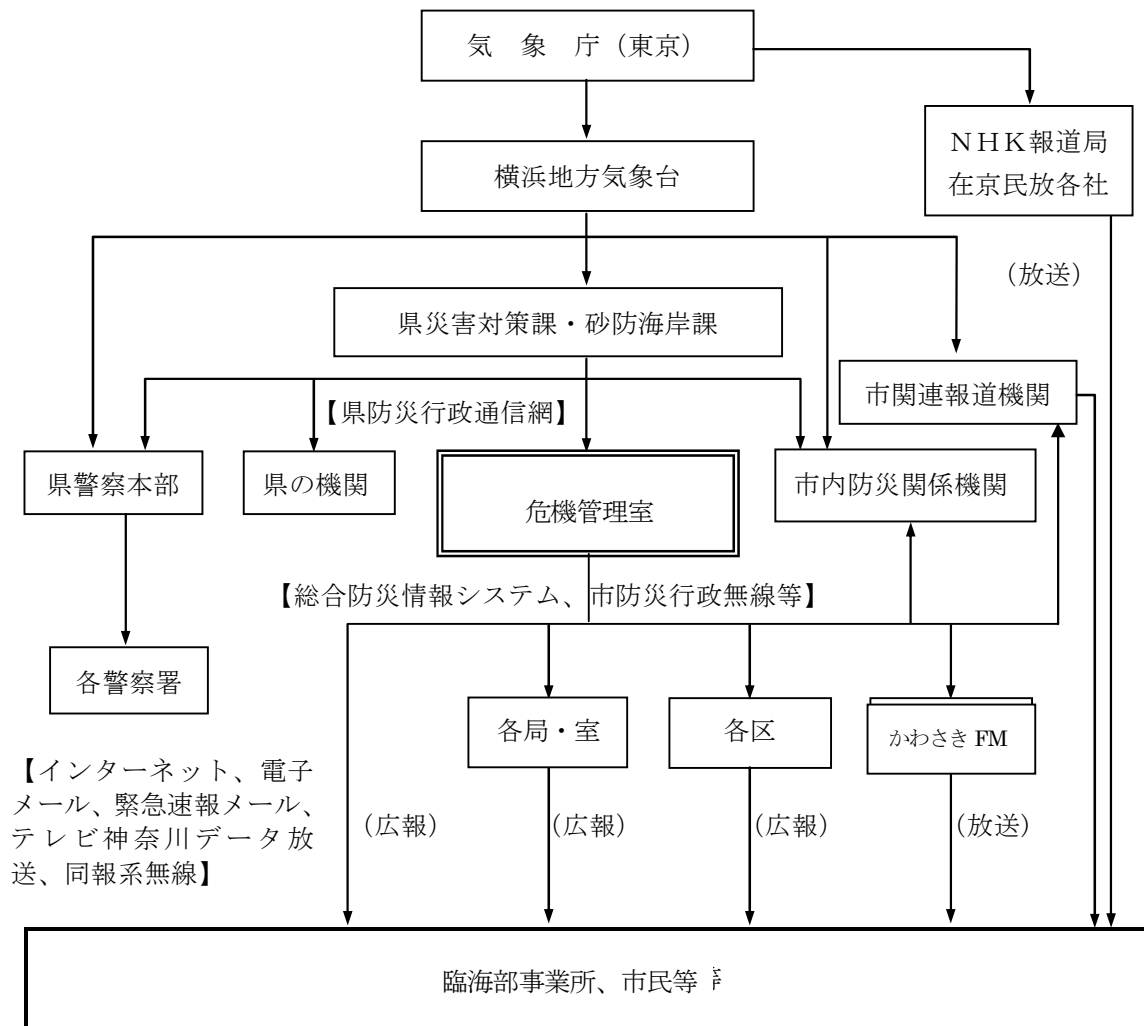 気　象　庁（東京）
ＮＨＫ報道局
在京民放各社
横浜地方気象台
（放送）
県災害対策課・砂防海岸課
市関連報道機関
【県防災行政通信網】
県警察本部
県の機関
危機管理室
市内防災関係機関
【総合防災情報システム、市防災行政無線等】
各警察署
各局・室
各区
かわさき FM
【インターネット、電子
メール、緊急速報メール、
テレビ神奈川データ放
送、同報系無線】
（広報）
（広報）
（広報）
（放送）
臨海部事業所、市民等